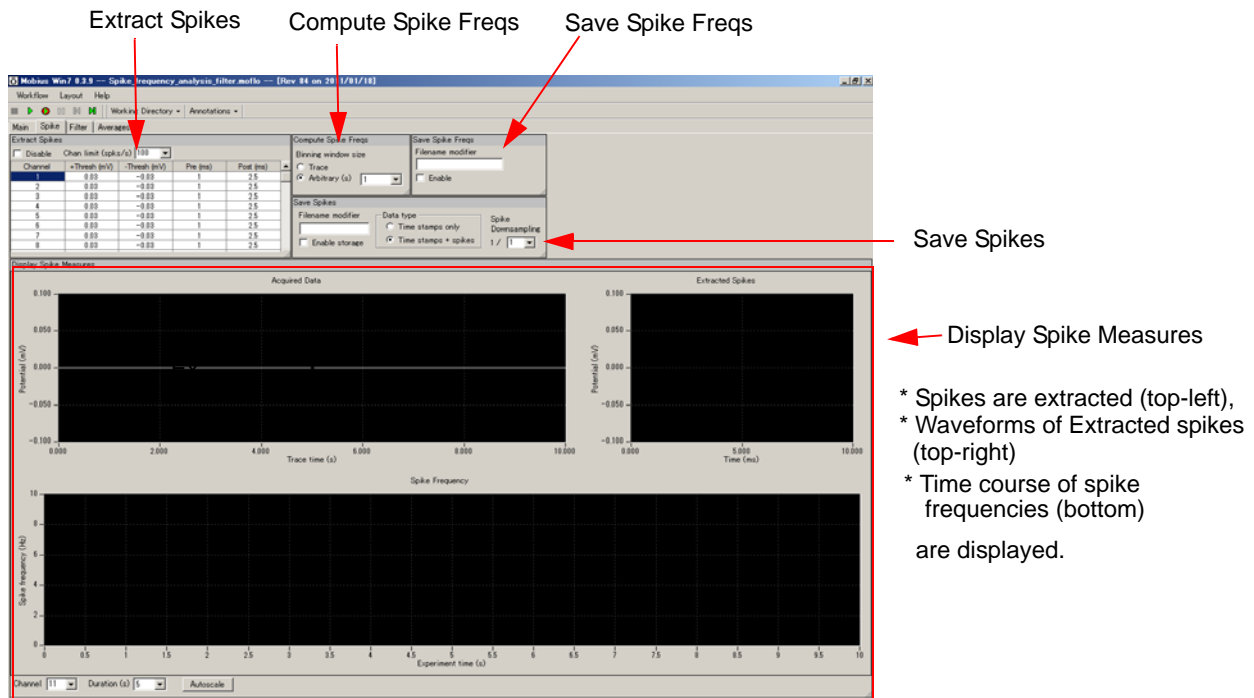 Extract Spikes
Compute Spike Freqs
Save Spike Freqs
Mobius Win7 0.3.9 -- Spike_frequency_analysis_filter.moflo -- [Rev 84 on 2011/01/18]
Workflow Layout Help
Working Directory Annotations
Main Spike Filter Averages
Extract Spikes
Disable Chan limit (spks/s) 100
Channel +Thresh (mV) -Thresh (mV) Pre (ms) Post (ms)
1 0.03 -0.03 1 2.5
2 0.03 -0.03 1 2.5
3 0.03 -0.03 1 2.5
4 0.03 -0.03 1 2.5
5 0.03 -0.03 1 2.5
6 0.03 -0.03 1 2.5
7 0.03 -0.03 1 2.5
8 0.03 -0.03 1 2.5
Compute Spike Freqs
Binning window size
Trace
Arbitrary (s) 1
Save Spike Freqs
Filename modifier
Enable
Save Spikes
Filename modifier
Enable storage
Data type
Time stamps only
Time stamps + spikes
Spike
Downsampling
1 / 1
Save Spikes
Display Spike Measures
Acquired Data
Potential (mV)
0.100
0.050
0.000
-0.050
-0.100
0.000 2.000 4.000 6.000 8.000 10.000
Trace time (s)
Extracted Spikes
Potential (mV)
0.100
0.050
0.000
-0.050
-0.100
0.000 5.000 10.000
Time (ms)
Spike Frequency
Spike frequency (Hz)
10
8
6
4
2
0
0 0.5 1 1.5 2 2.5 3 3.5 4 4.5 5 5.5 6 6.5 7 7.5 8 8.5 9 9.5 10
Experiment time (s)
Channel 11 Duration (s) 5 Autoscale
Display Spike Measures
* Spikes are extracted (top-left),
* Waveforms of Extracted spikes
(top-right)
* Time course of spike
frequencies (bottom)
are displayed.